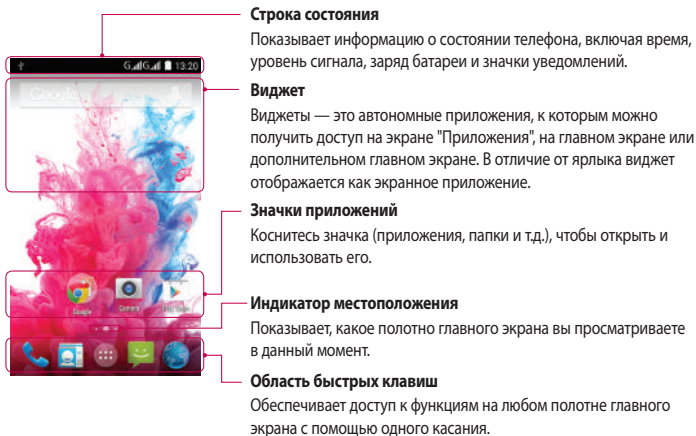 Строка состояния
Показывает информацию о состоянии телефона, включая время,
уровень сигнала, заряд батареи и значки уведомлений.
G G 13:20
Google
Виджет
Виджеты — это автономные приложения, к которым можно
получить доступ на экране "Приложения", на главном экране или
дополнительном главном экране. В отличие от ярлыка виджет
отображается как экранное приложение.
Значки приложений
Коснитесь значка (приложения, папки и т.д.), чтобы открыть и
использовать его.
Google Camera
Индикатор местоположения
Показывает, какое полотно главного экрана вы просматриваете
в данный момент.
Область быстрых клавиш
Обеспечивает доступ к функциям на любом полотне главного
экрана с помощью одного касания.